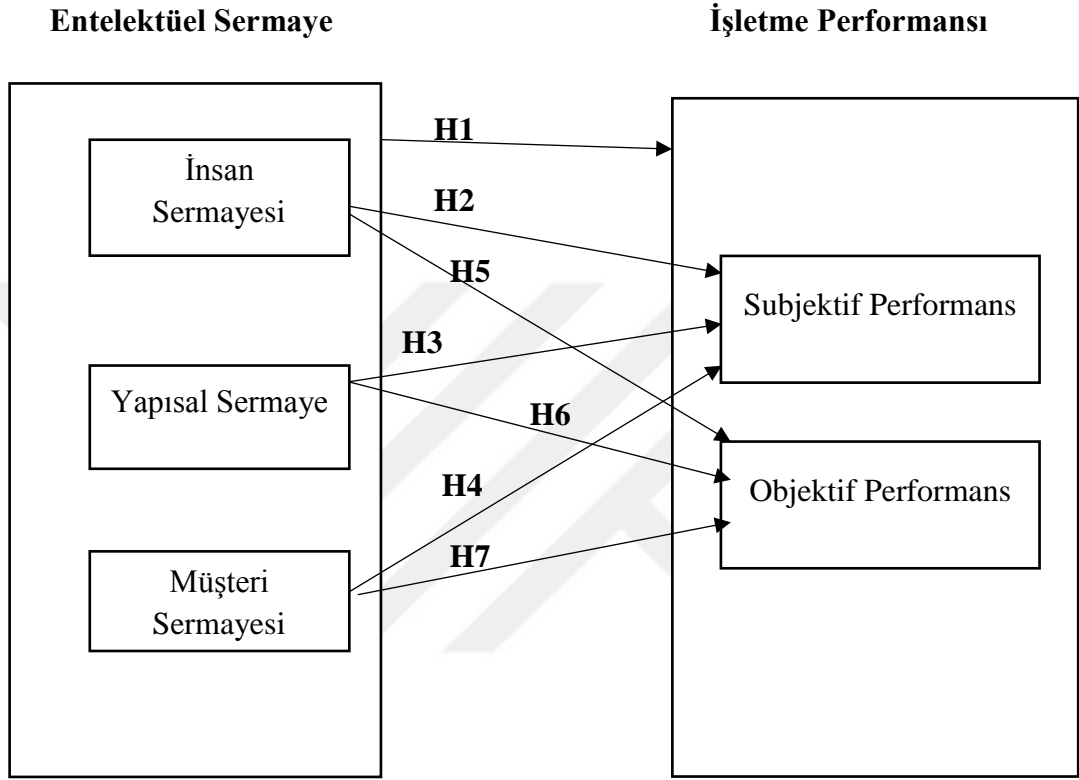 Entelektüel Sermaye
İşletme Performansı
H1
İnsan
Sermayesi
H2
H5
Subjektif Performans
H3
Yapısal Sermaye
H6
H4
Objektif Performans
H7
Müşteri
Sermayesi